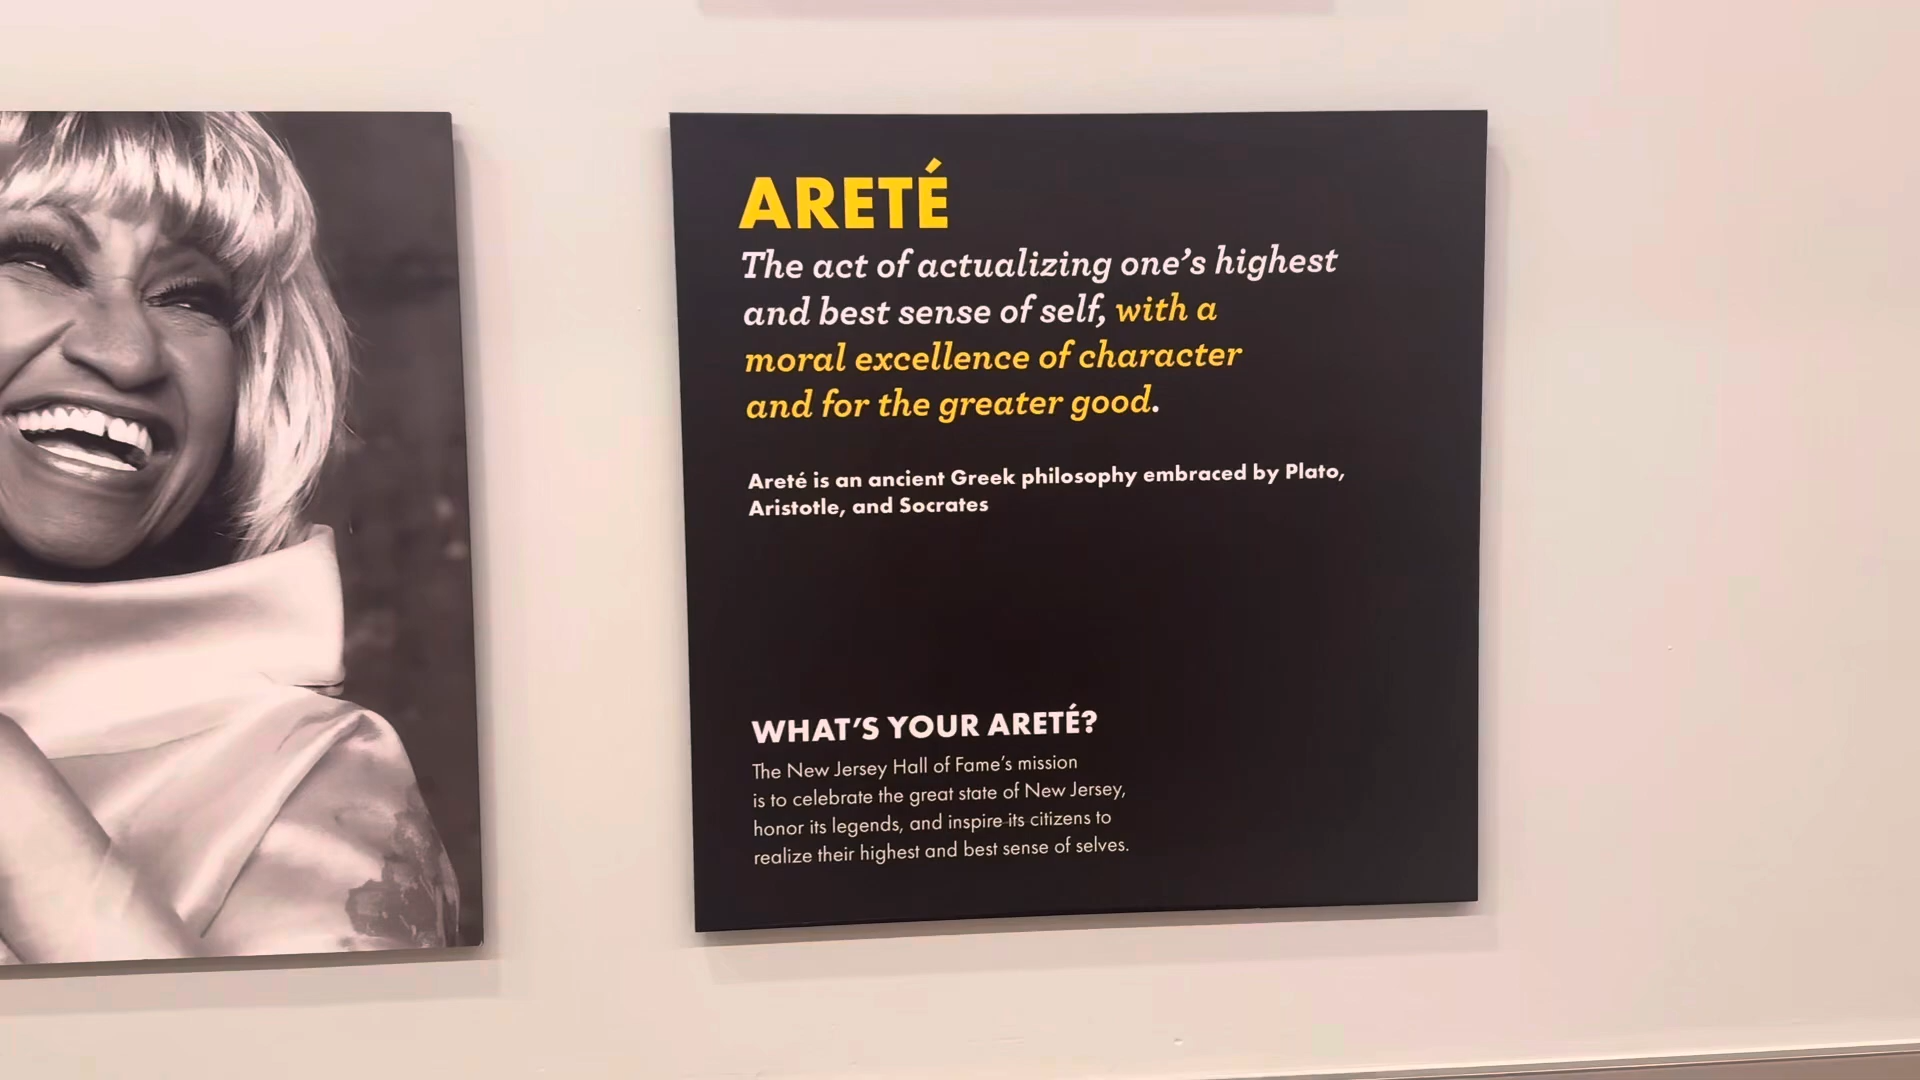 ARETÉ
The act of actualizing one's highest
and best sense of self, with a
moral excellence of character
and for the greater good.
Areté is an ancient Greek philosophy embraced by Plato,
Aristotle, and Socrates
WHAT'S YOUR ARETÉ?
The New Jersey Hall of Fame's mission
is to celebrate the great state of New Jersey,
honor its legends, and inspire its citizens to
realize their highest and best sense of selves.